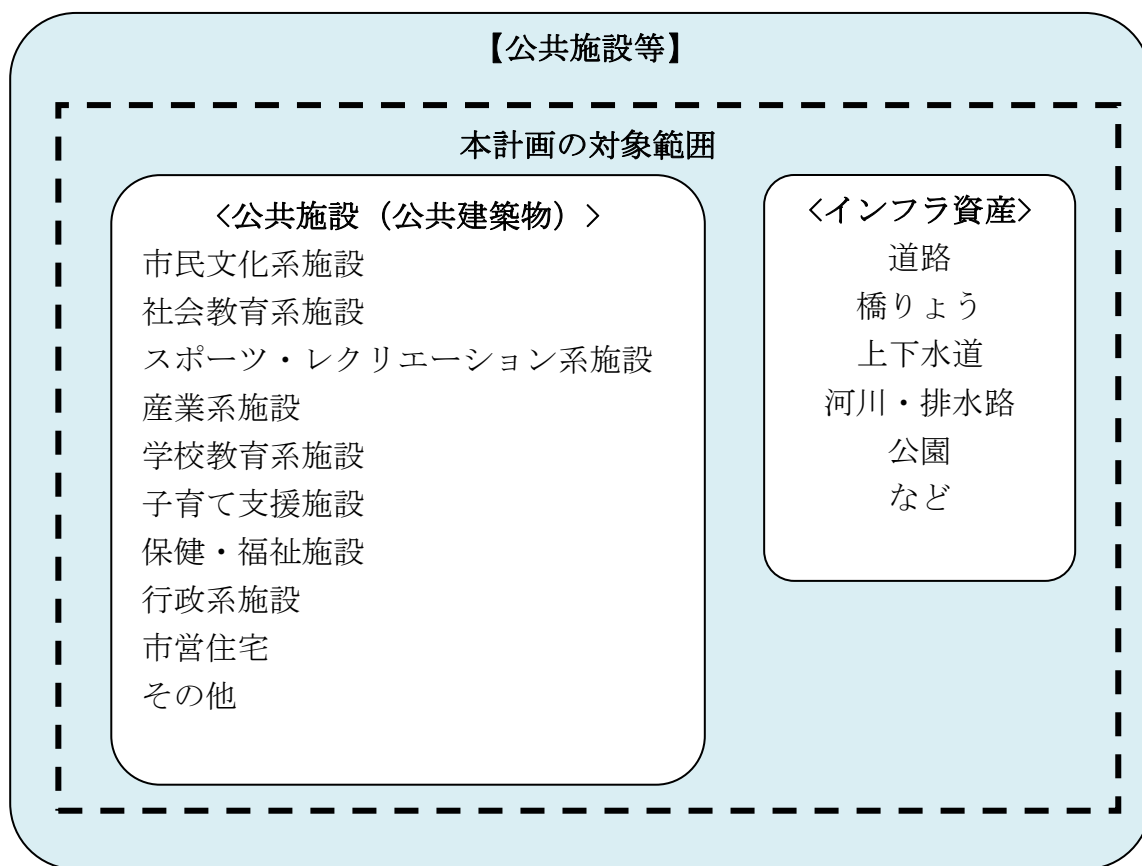 【公共施設等】
本計画の対象範囲
<公共施設（公共建築物）>
市民文化系施設
社会教育系施設
スポーツ・レクリエーション系施設
産業系施設
学校教育系施設
子育て支援施設
保健・福祉施設
行政系施設
市営住宅
その他
<インフラ資産>
道路
橋りょう
上下水道
河川・排水路
公園
など